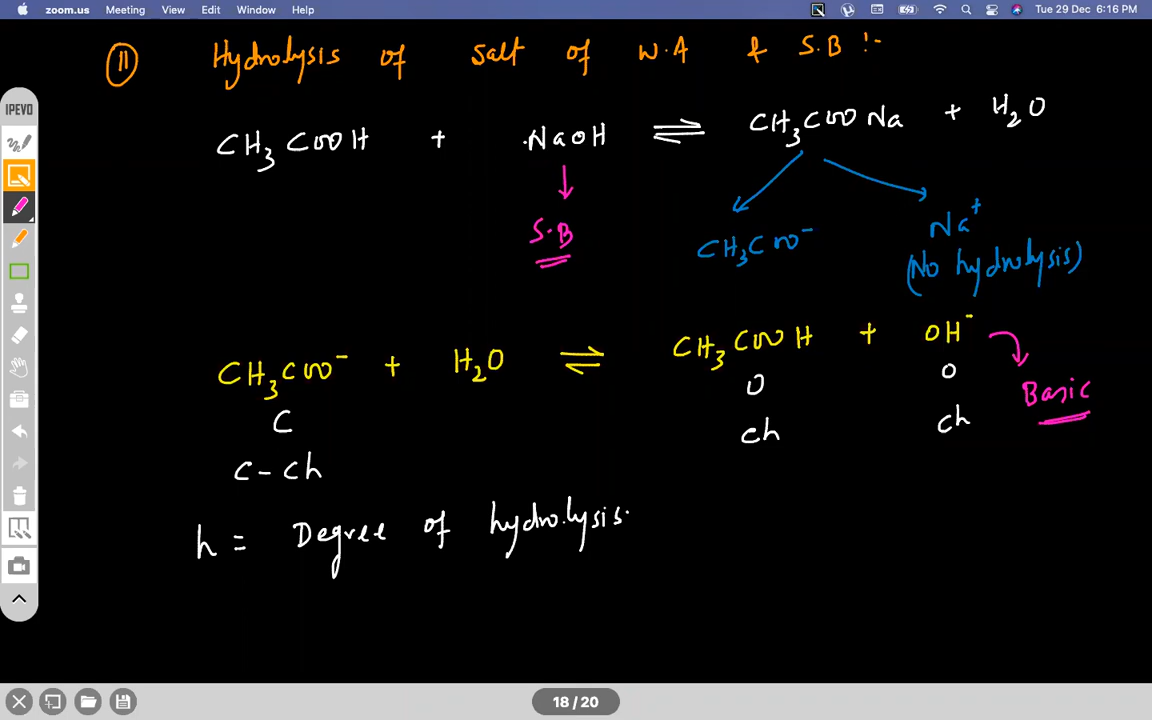 zoom.us Meeting View Edit Window Help Tue 29 Dec 6:16 PM
IPEVO
(11) Hydrolysis of salt of W.A & S.B :-
CH3COOH + NaOH ⇌ CH3COONa + H2O
S.B
CH3COO⁻ Na⁺
(No hydrolysis)
CH3COO⁻ + H2O ⇌ CH3COOH + OH⁻
C O O
Basic
C-Ch Ch Ch
h = Degree of hydrolysis.
18 / 20